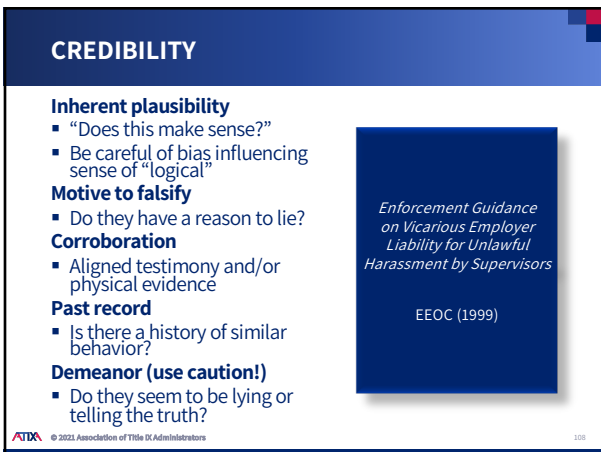 CREDIBILITY
Inherent plausibility
▪ “Does this make sense?”
▪ Be careful of bias influencing
sense of “logical”
Motive to falsify
▪ Do they have a reason to lie?
Corroboration
▪ Aligned testimony and/or
physical evidence
Past record
▪ Is there a history of similar
behavior?
Demeanor (use caution!)
▪ Do they seem to be lying or
telling the truth?
Enforcement Guidance
on Vicarious Employer
Liability for Unlawful
Harassment by Supervisors
EEOC (1999)
ATIXA © 2021 Association of Title IX Administrators
108